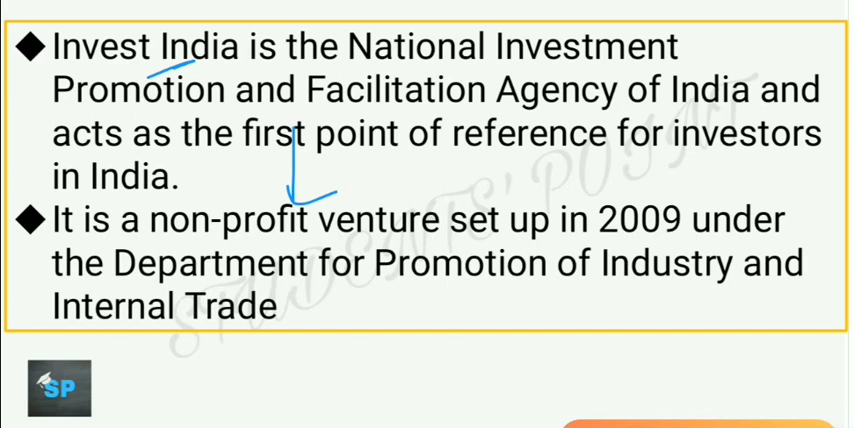 ◆ Invest India is the National Investment
Promotion and Facilitation Agency of India and
acts as the first point of reference for investors
in India.
◆ It is a non-profit venture set up in 2009 under
the Department for Promotion of Industry and
Internal Trade
STUDENTS' POINT
SP